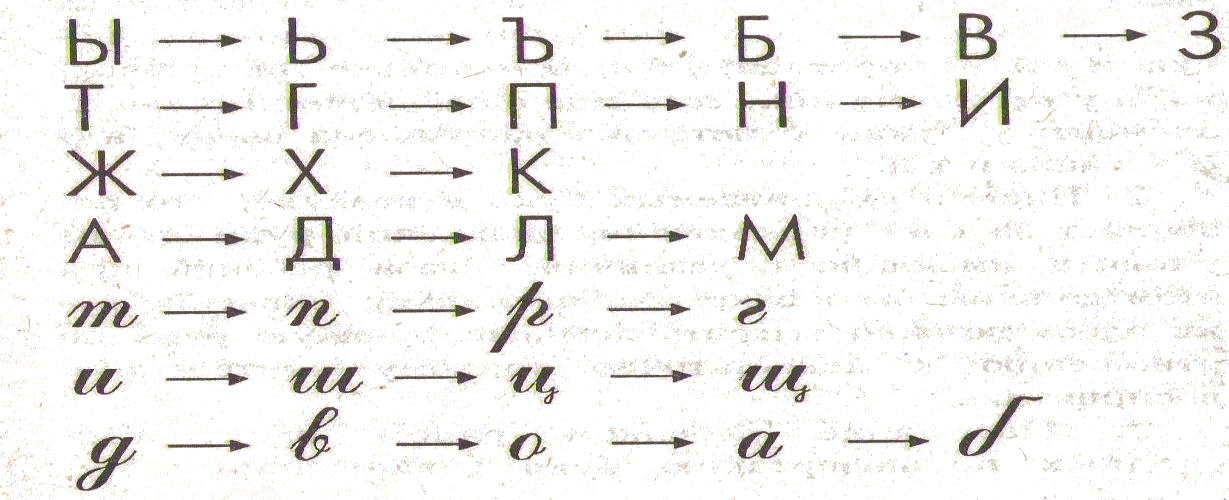 Ы → Ь → Ъ → Б → В → З
Т → Г → П → Н → И
Ж → Х → К
А → Д → Л → М
т → п → р → г
и → ш → ц → щ
д → в → о → а → б